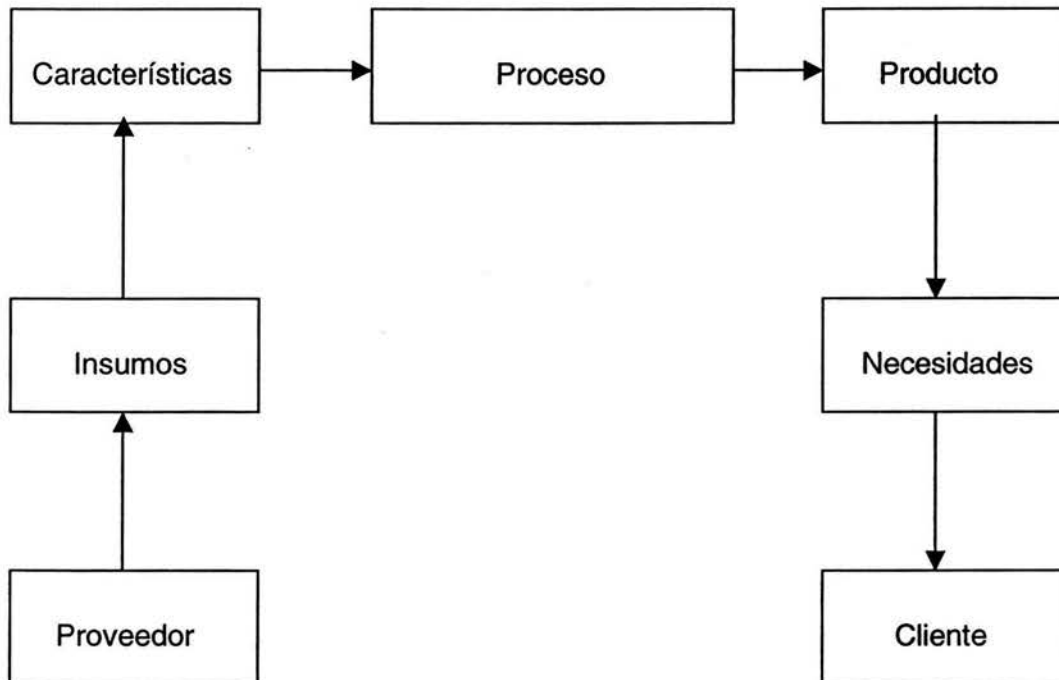 Características
Proceso
Producto
Insumos
Necesidades
Proveedor
Cliente